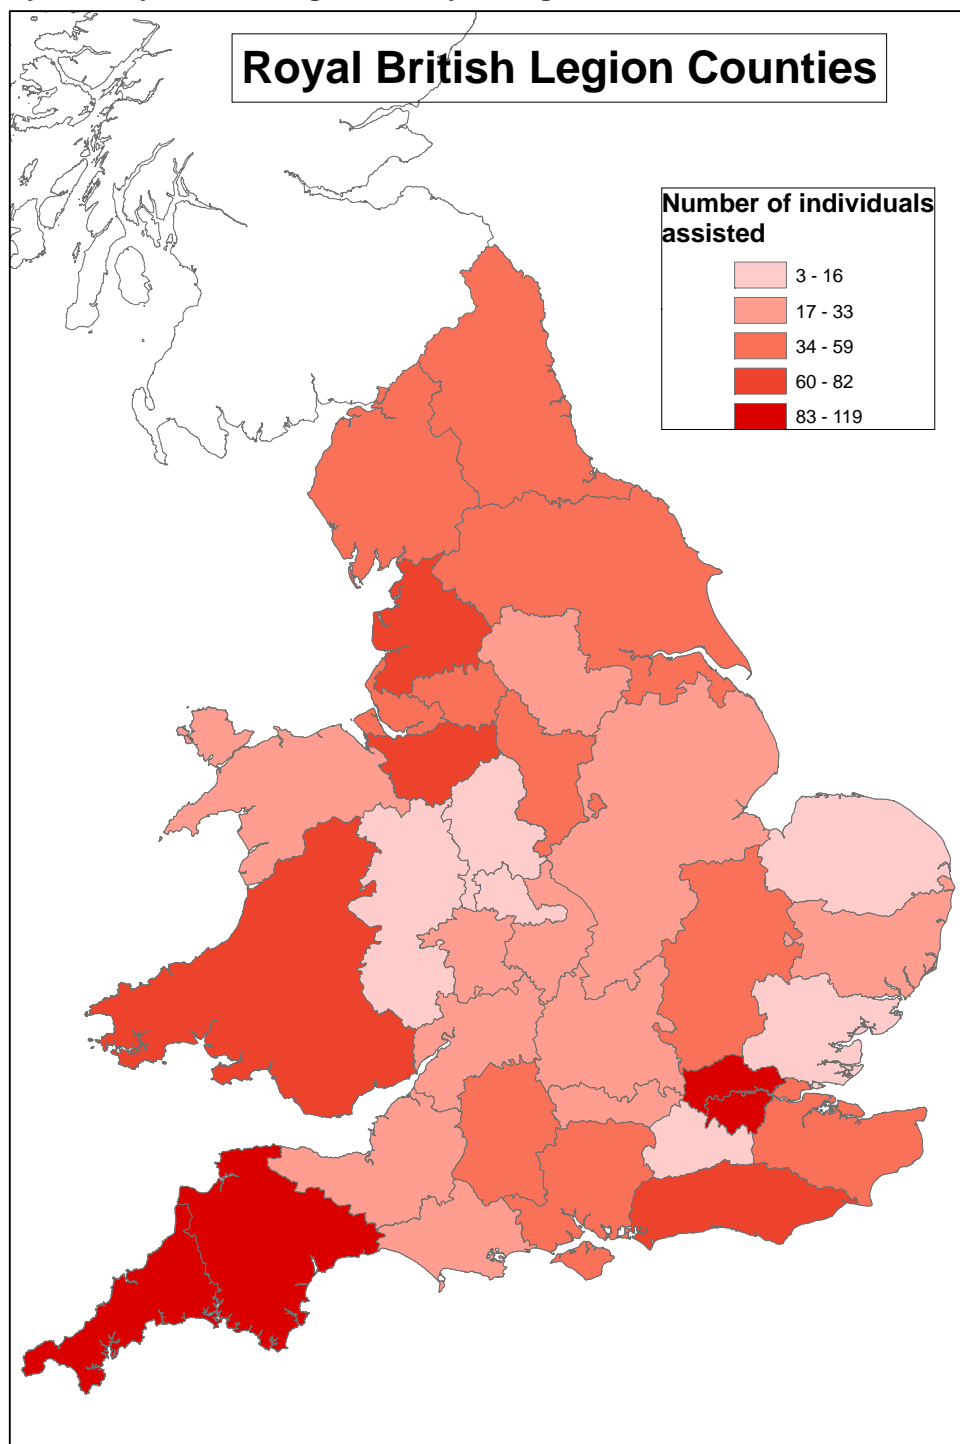 Royal British Legion Counties
Number of individuals
assisted
3 - 16
17 - 33
34 - 59
60 - 82
83 - 119